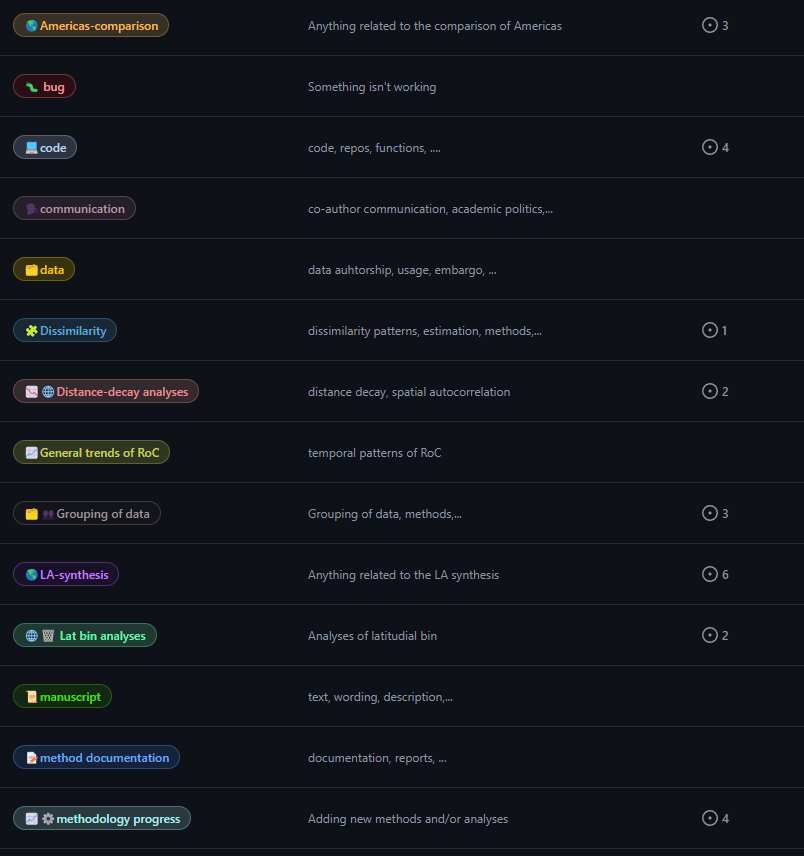 Americas-comparison Anything related to the comparison of Americas 3
bug Something isn't working
code code, repos, functions, .... 4
communication co-author communication, academic politics,...
data data auhtorship, usage, embargo, ...
Dissimilarity dissimilarity patterns, estimation, methods,... 1
Distance-decay analyses distance decay, spatial autocorrelation 2
General trends of RoC temporal patterns of RoC
Grouping of data Grouping of data, methods,... 3
LA-synthesis Anything related to the LA synthesis 6
Lat bin analyses Analyses of latitudial bin 2
manuscript text, wording, description,...
method documentation documentation, reports, ...
methodology progress Adding new methods and/or analyses 4